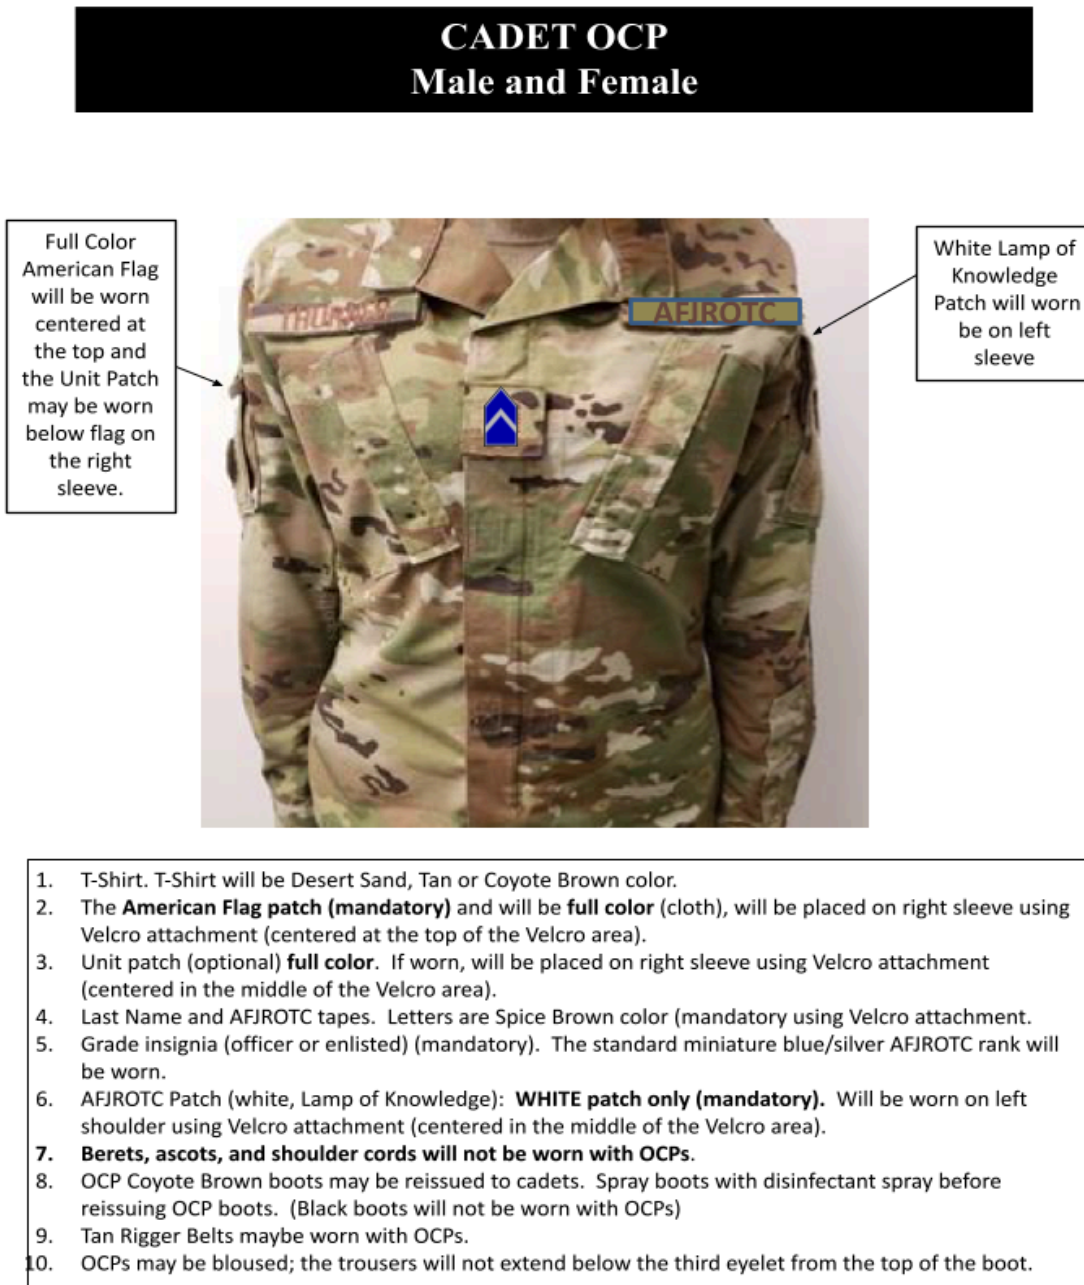 CADET OCP
Male and Female
Full Color
American Flag
will be worn
centered at
the top and
the Unit Patch
may be worn
below flag on
the right
sleeve.
White Lamp of
Knowledge
Patch will worn
be on left
sleeve
AFJROTC
1. T-Shirt. T-Shirt will be Desert Sand, Tan or Coyote Brown color.
2. The American Flag patch (mandatory) and will be full color (cloth), will be placed on right sleeve using
Velcro attachment (centered at the top of the Velcro area).
3. Unit patch (optional) full color. If worn, will be placed on right sleeve using Velcro attachment
(centered in the middle of the Velcro area).
4. Last Name and AFJROTC tapes. Letters are Spice Brown color (mandatory using Velcro attachment.
5. Grade insignia (officer or enlisted) (mandatory). The standard miniature blue/silver AFJROTC rank will
be worn.
6. AFJROTC Patch (white, Lamp of Knowledge): WHITE patch only (mandatory). Will be worn on left
shoulder using Velcro attachment (centered in the middle of the Velcro area).
7. Berets, ascots, and shoulder cords will not be worn with OCPs.
8. OCP Coyote Brown boots may be reissued to cadets. Spray boots with disinfectant spray before
reissuing OCP boots. (Black boots will not be worn with OCPs)
9. Tan Rigger Belts maybe worn with OCPs.
10. OCPs may be bloused; the trousers will not extend below the third eyelet from the top of the boot.